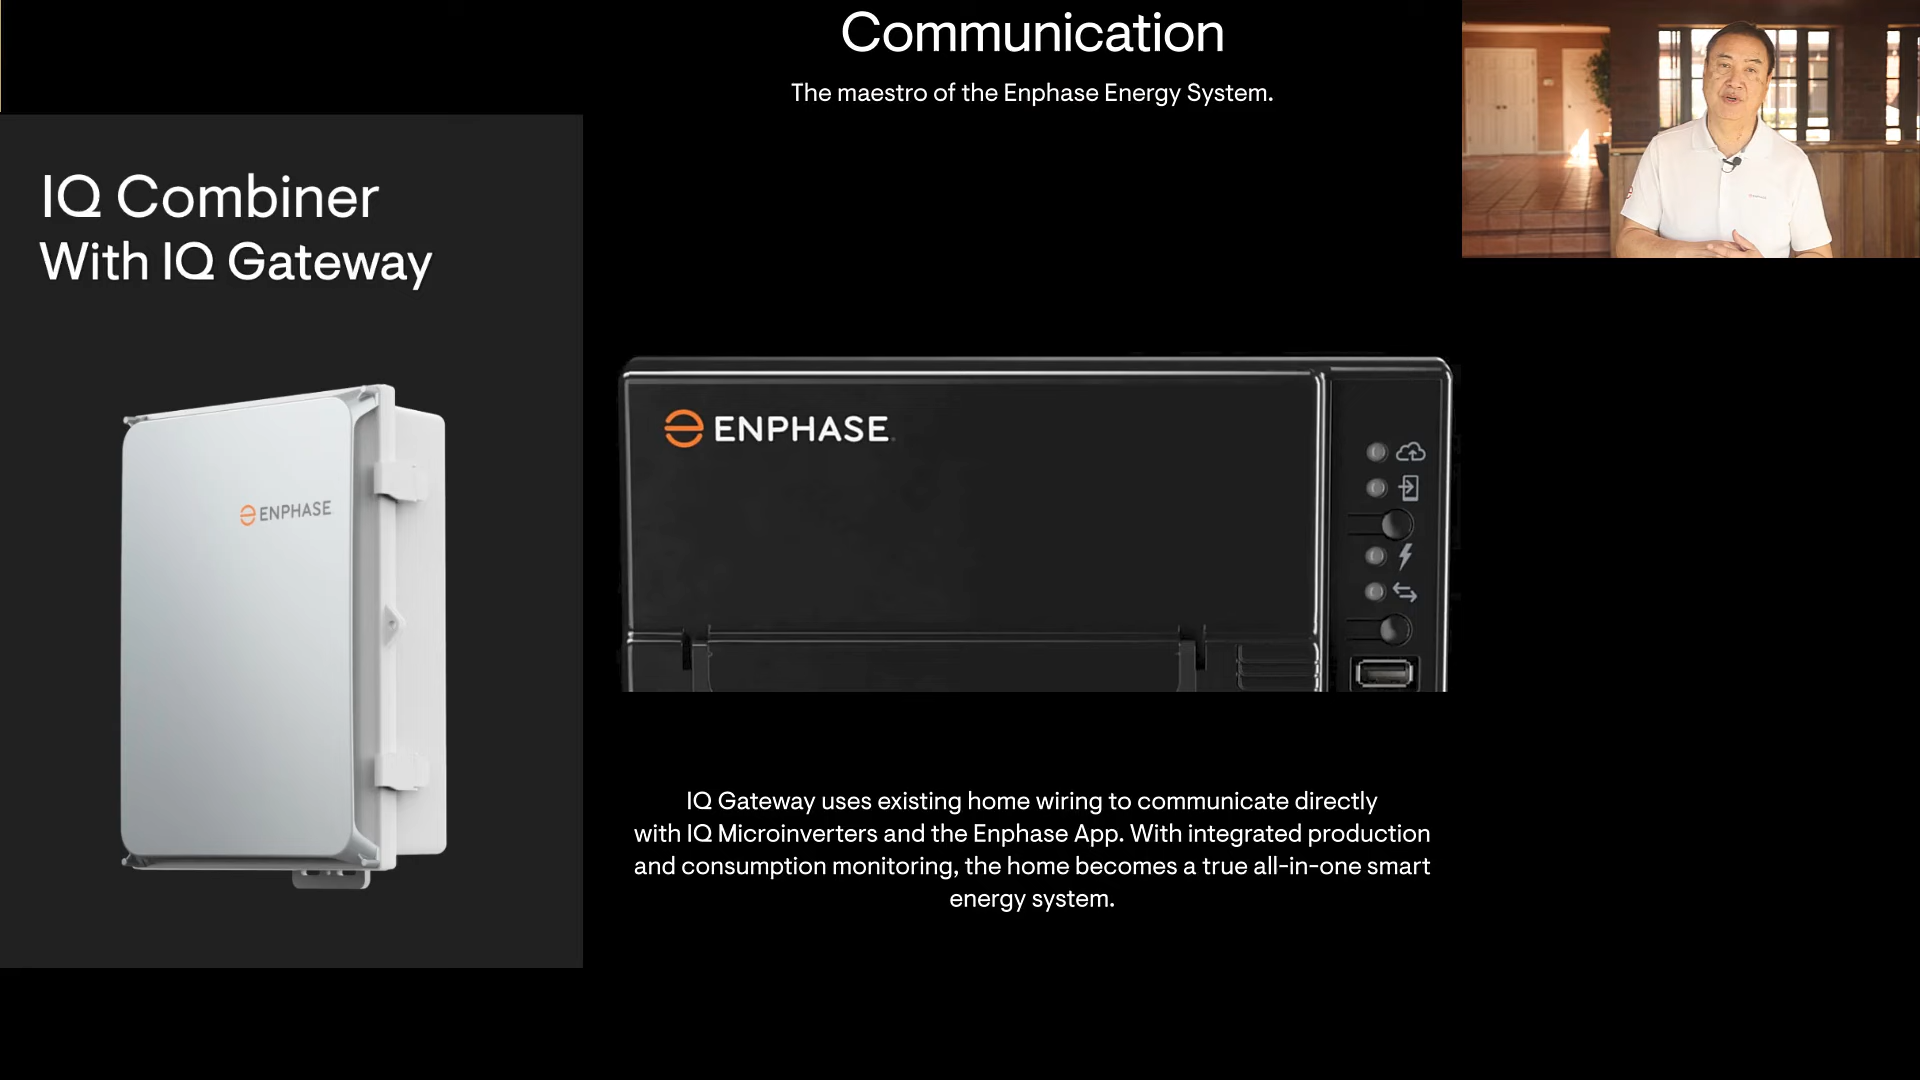 Communication
The maestro of the Enphase Energy System.
IQ Combiner
With IQ Gateway
ENPHASE
ENPHASE
IQ Gateway uses existing home wiring to communicate directly
with IQ Microinverters and the Enphase App. With integrated production
and consumption monitoring, the home becomes a true all-in-one smart
energy system.